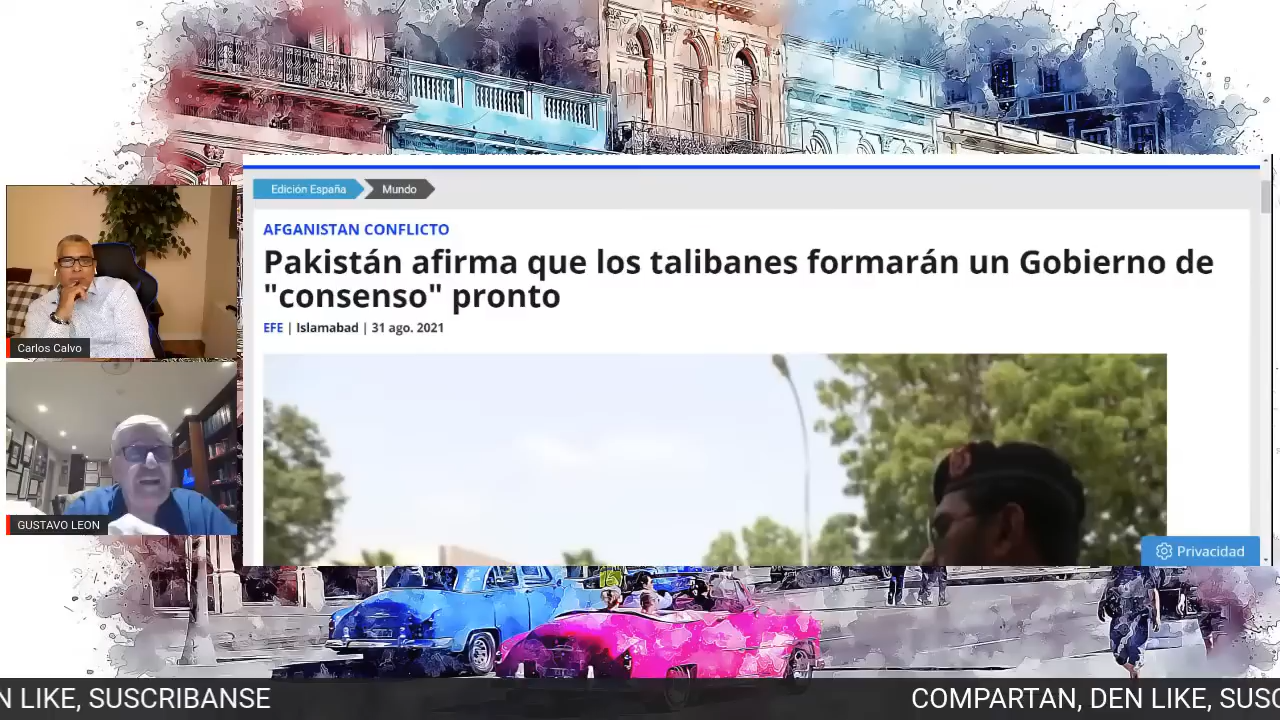 Edición España
Mundo
AFGANISTAN CONFLICTO
Pakistán afirma que los talibanes formarán un Gobierno de
"consenso" pronto
EFE | Islamabad | 31 ago. 2021
Carlos Calvo
GUSTAVO LEON
Privacidad
N LIKE, SUSCRIBANSE
COMPARTAN, DEN LIKE, SUSC